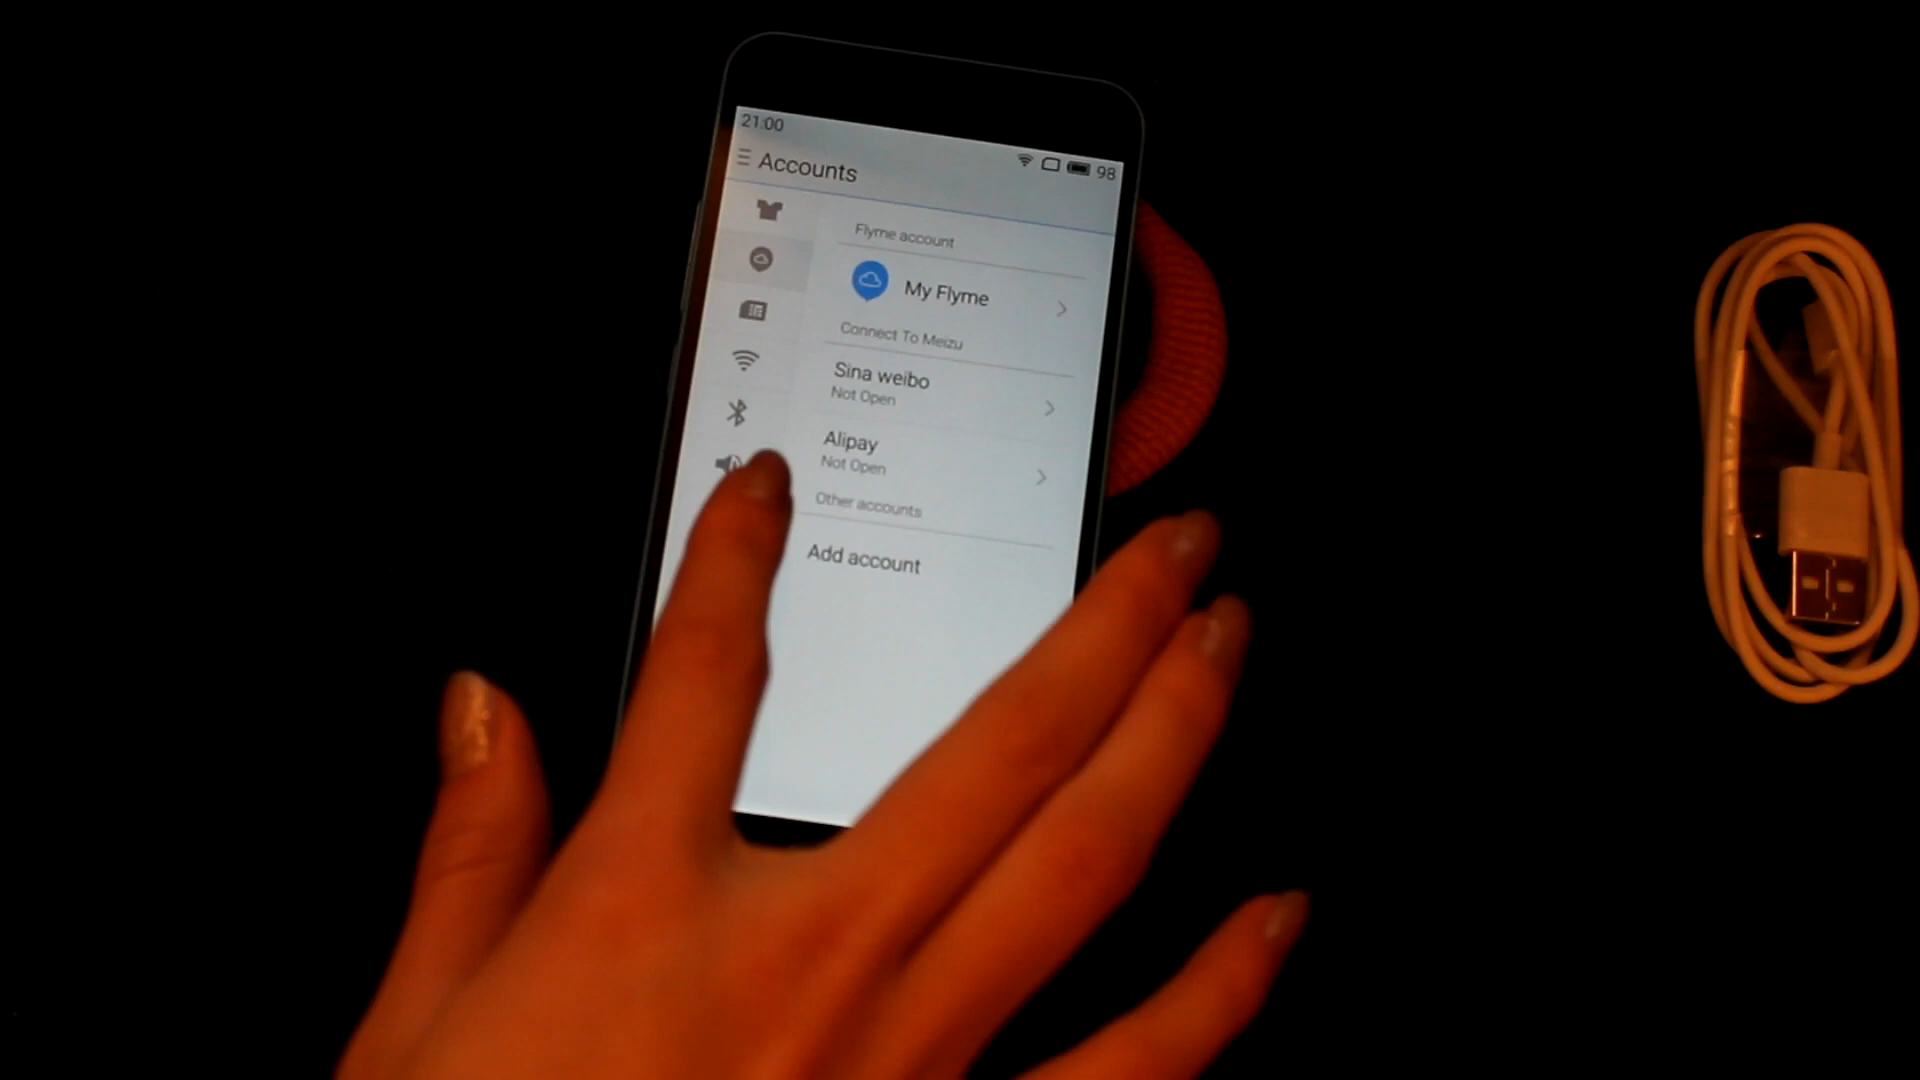 21:00
98
Accounts
Flyme account
My Flyme
Connect To Meizu
Sina weibo
Not Open
Alipay
Not Open
Other accounts
Add account